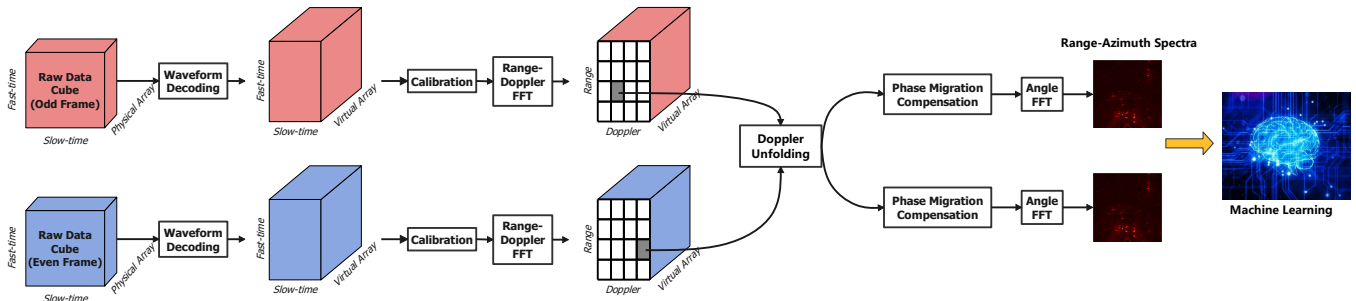 Fast-time
Raw Data
Cube
(Odd Frame)
Slow-time
Physical Array
Waveform
Decoding
Fast-time
Slow-time
Virtual Array
Calibration
Range-
Doppler
FFT
Range
Doppler
Virtual Array
Doppler
Unfolding
Phase Migration
Compensation
Angle
FFT
Range-Azimuth Spectra
Machine Learning
Fast-time
Raw Data
Cube
(Even Frame)
Slow-time
Physical Array
Waveform
Decoding
Fast-time
Slow-time
Virtual Array
Calibration
Range-
Doppler
FFT
Range
Doppler
Virtual Array
Phase Migration
Compensation
Angle
FFT